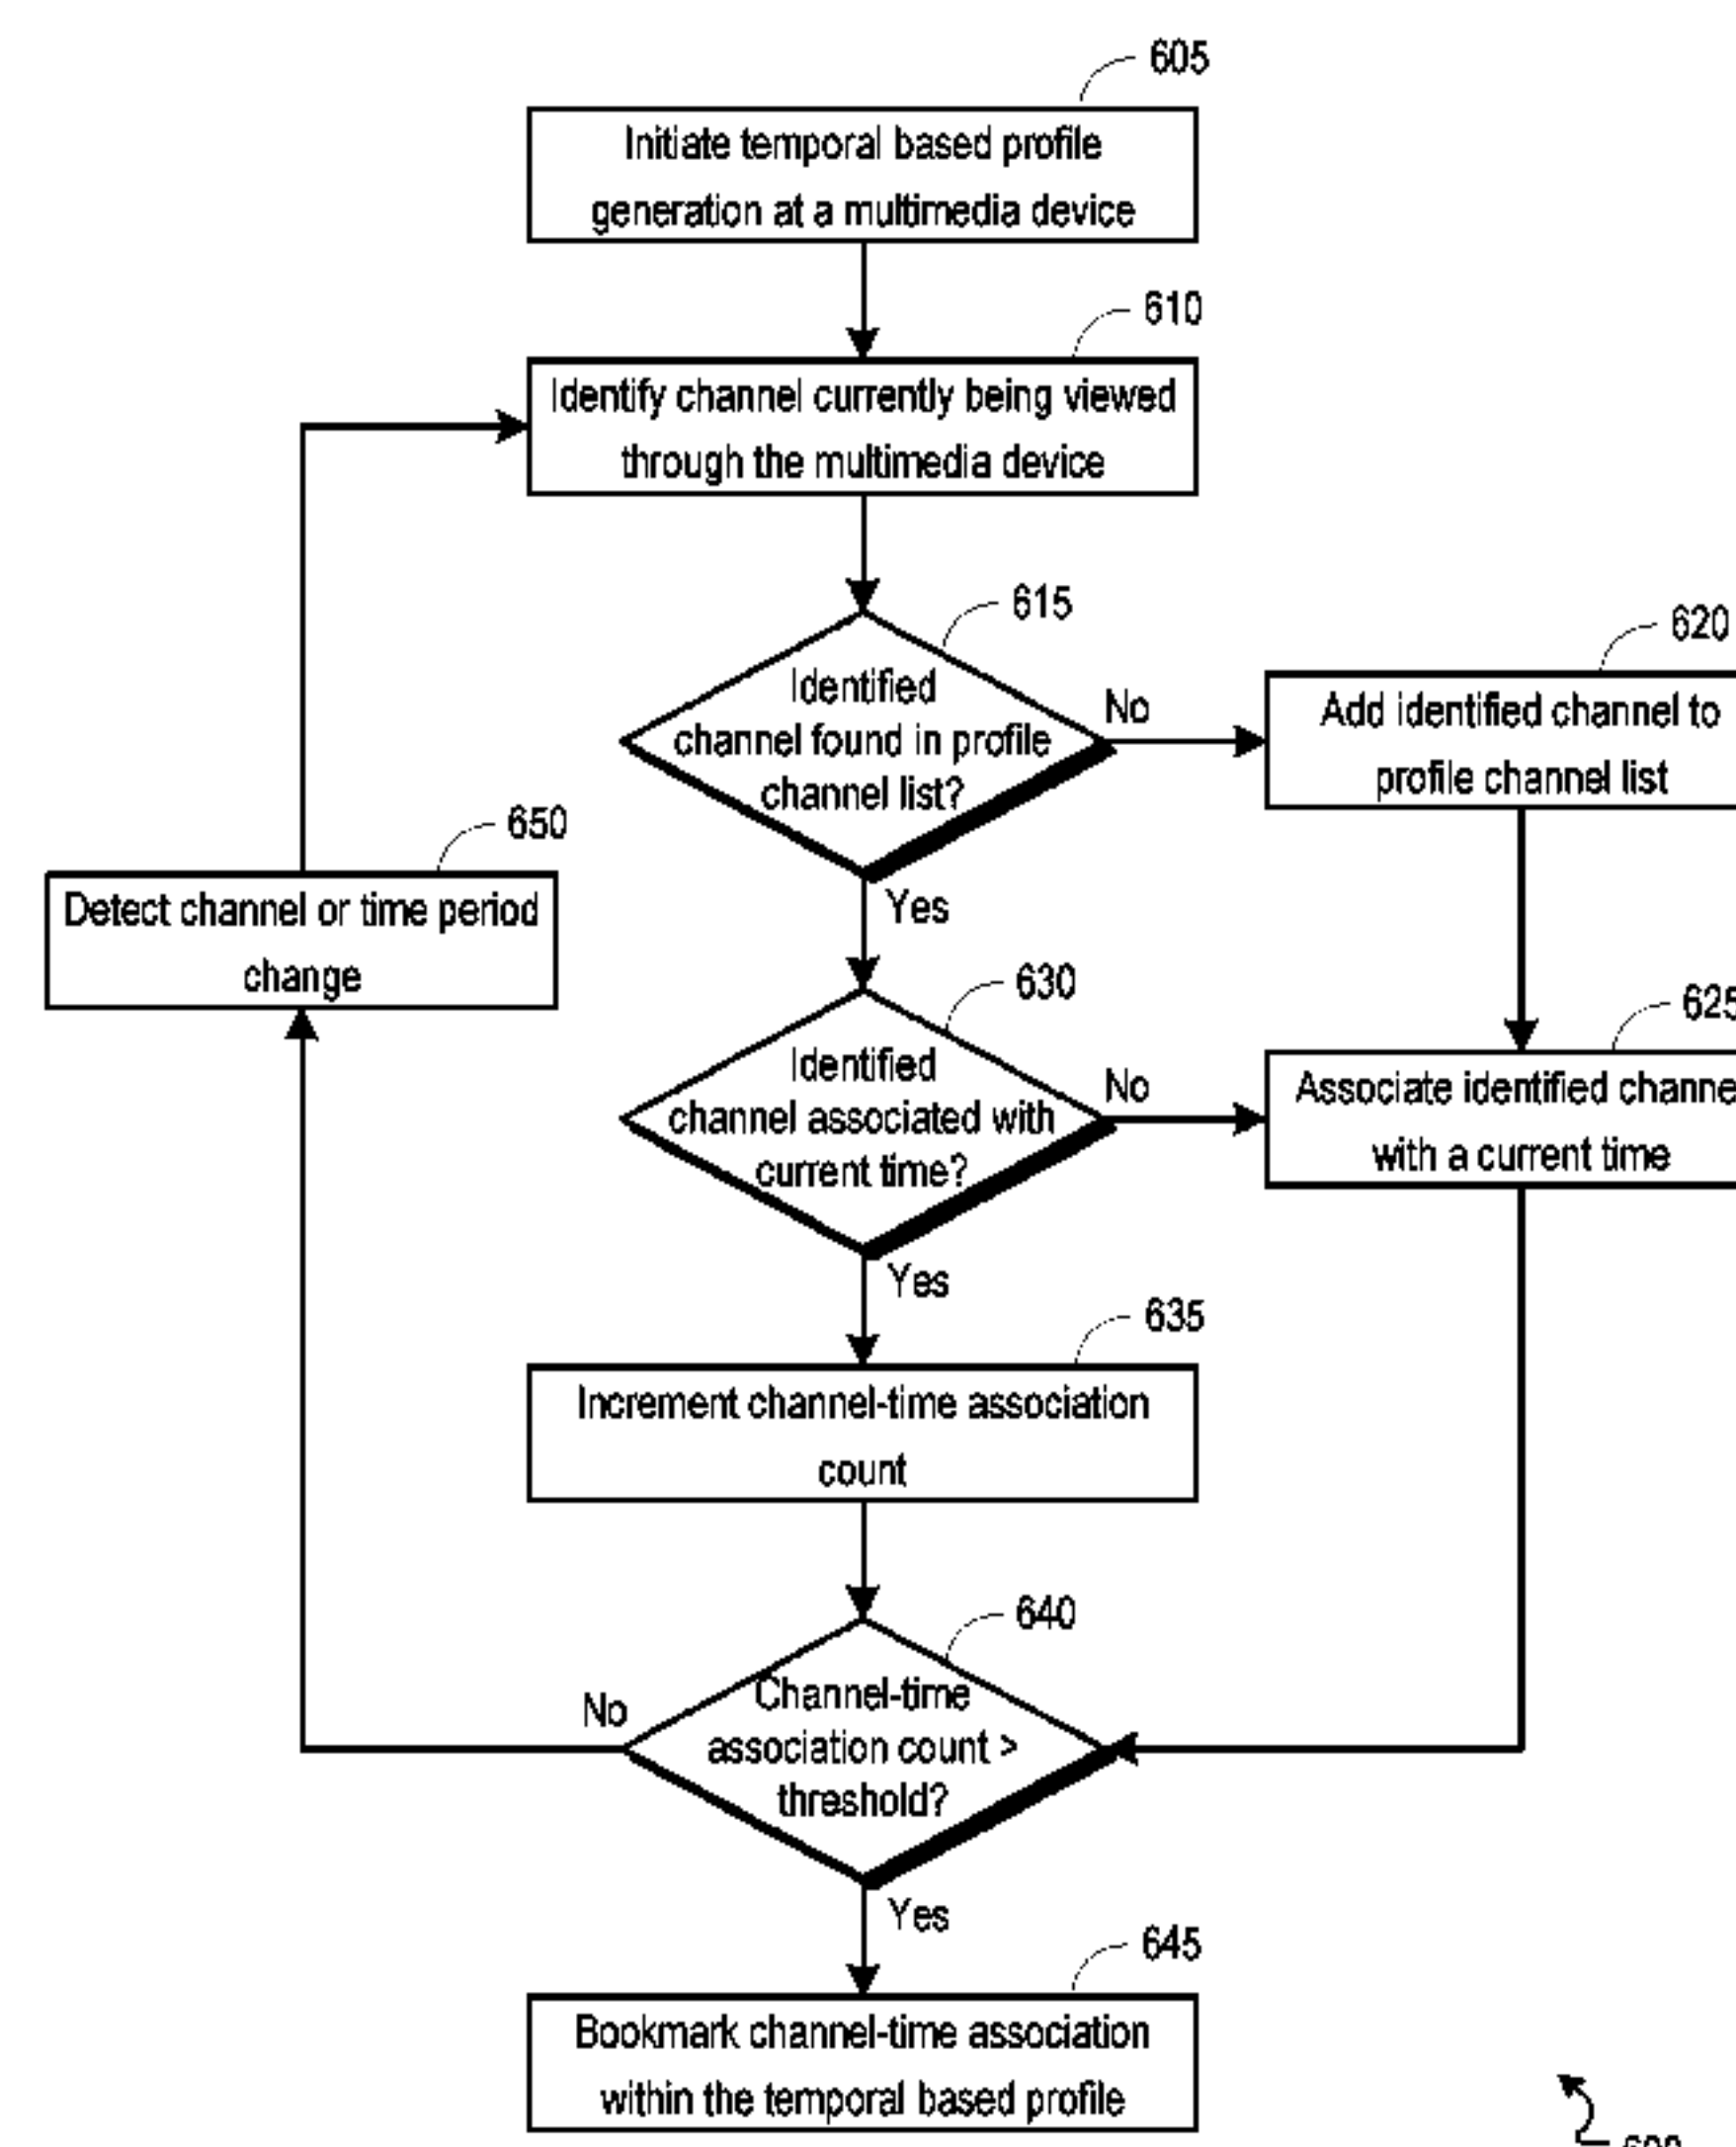 605
Initiate temporal based profile
generation at a multimedia device
610
Identify channel currently being viewed
through the multimedia device
615
Identified
channel found in profile
channel list?
No
620
Add identified channel to
profile channel list
Yes
650
Detect channel or time period
change
630
Identified
channel associated with
current time?
No
625
Associate identified channe
with a current time
Yes
635
Increment channel-time association
count
640
Channel-time
association count >
threshold?
No
Yes
645
Bookmark channel-time association
within the temporal based profile